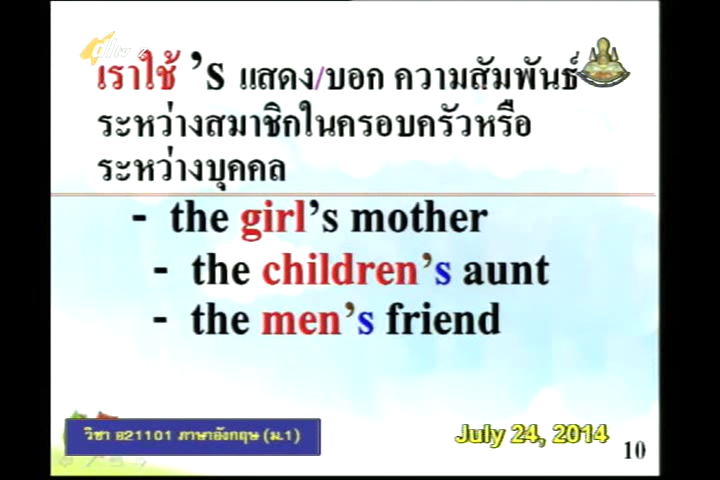 เราใช้ ’s แสดง/บอก ความสัมพันธ์
ระหว่างสมาชิกในครอบครัวหรือ
ระหว่างบุคคล
- the girl’s mother
- the children’s aunt
- the men’s friend
วิชา อ21101 ภาษาอังกฤษ (ม.1)
July 24, 2014
10